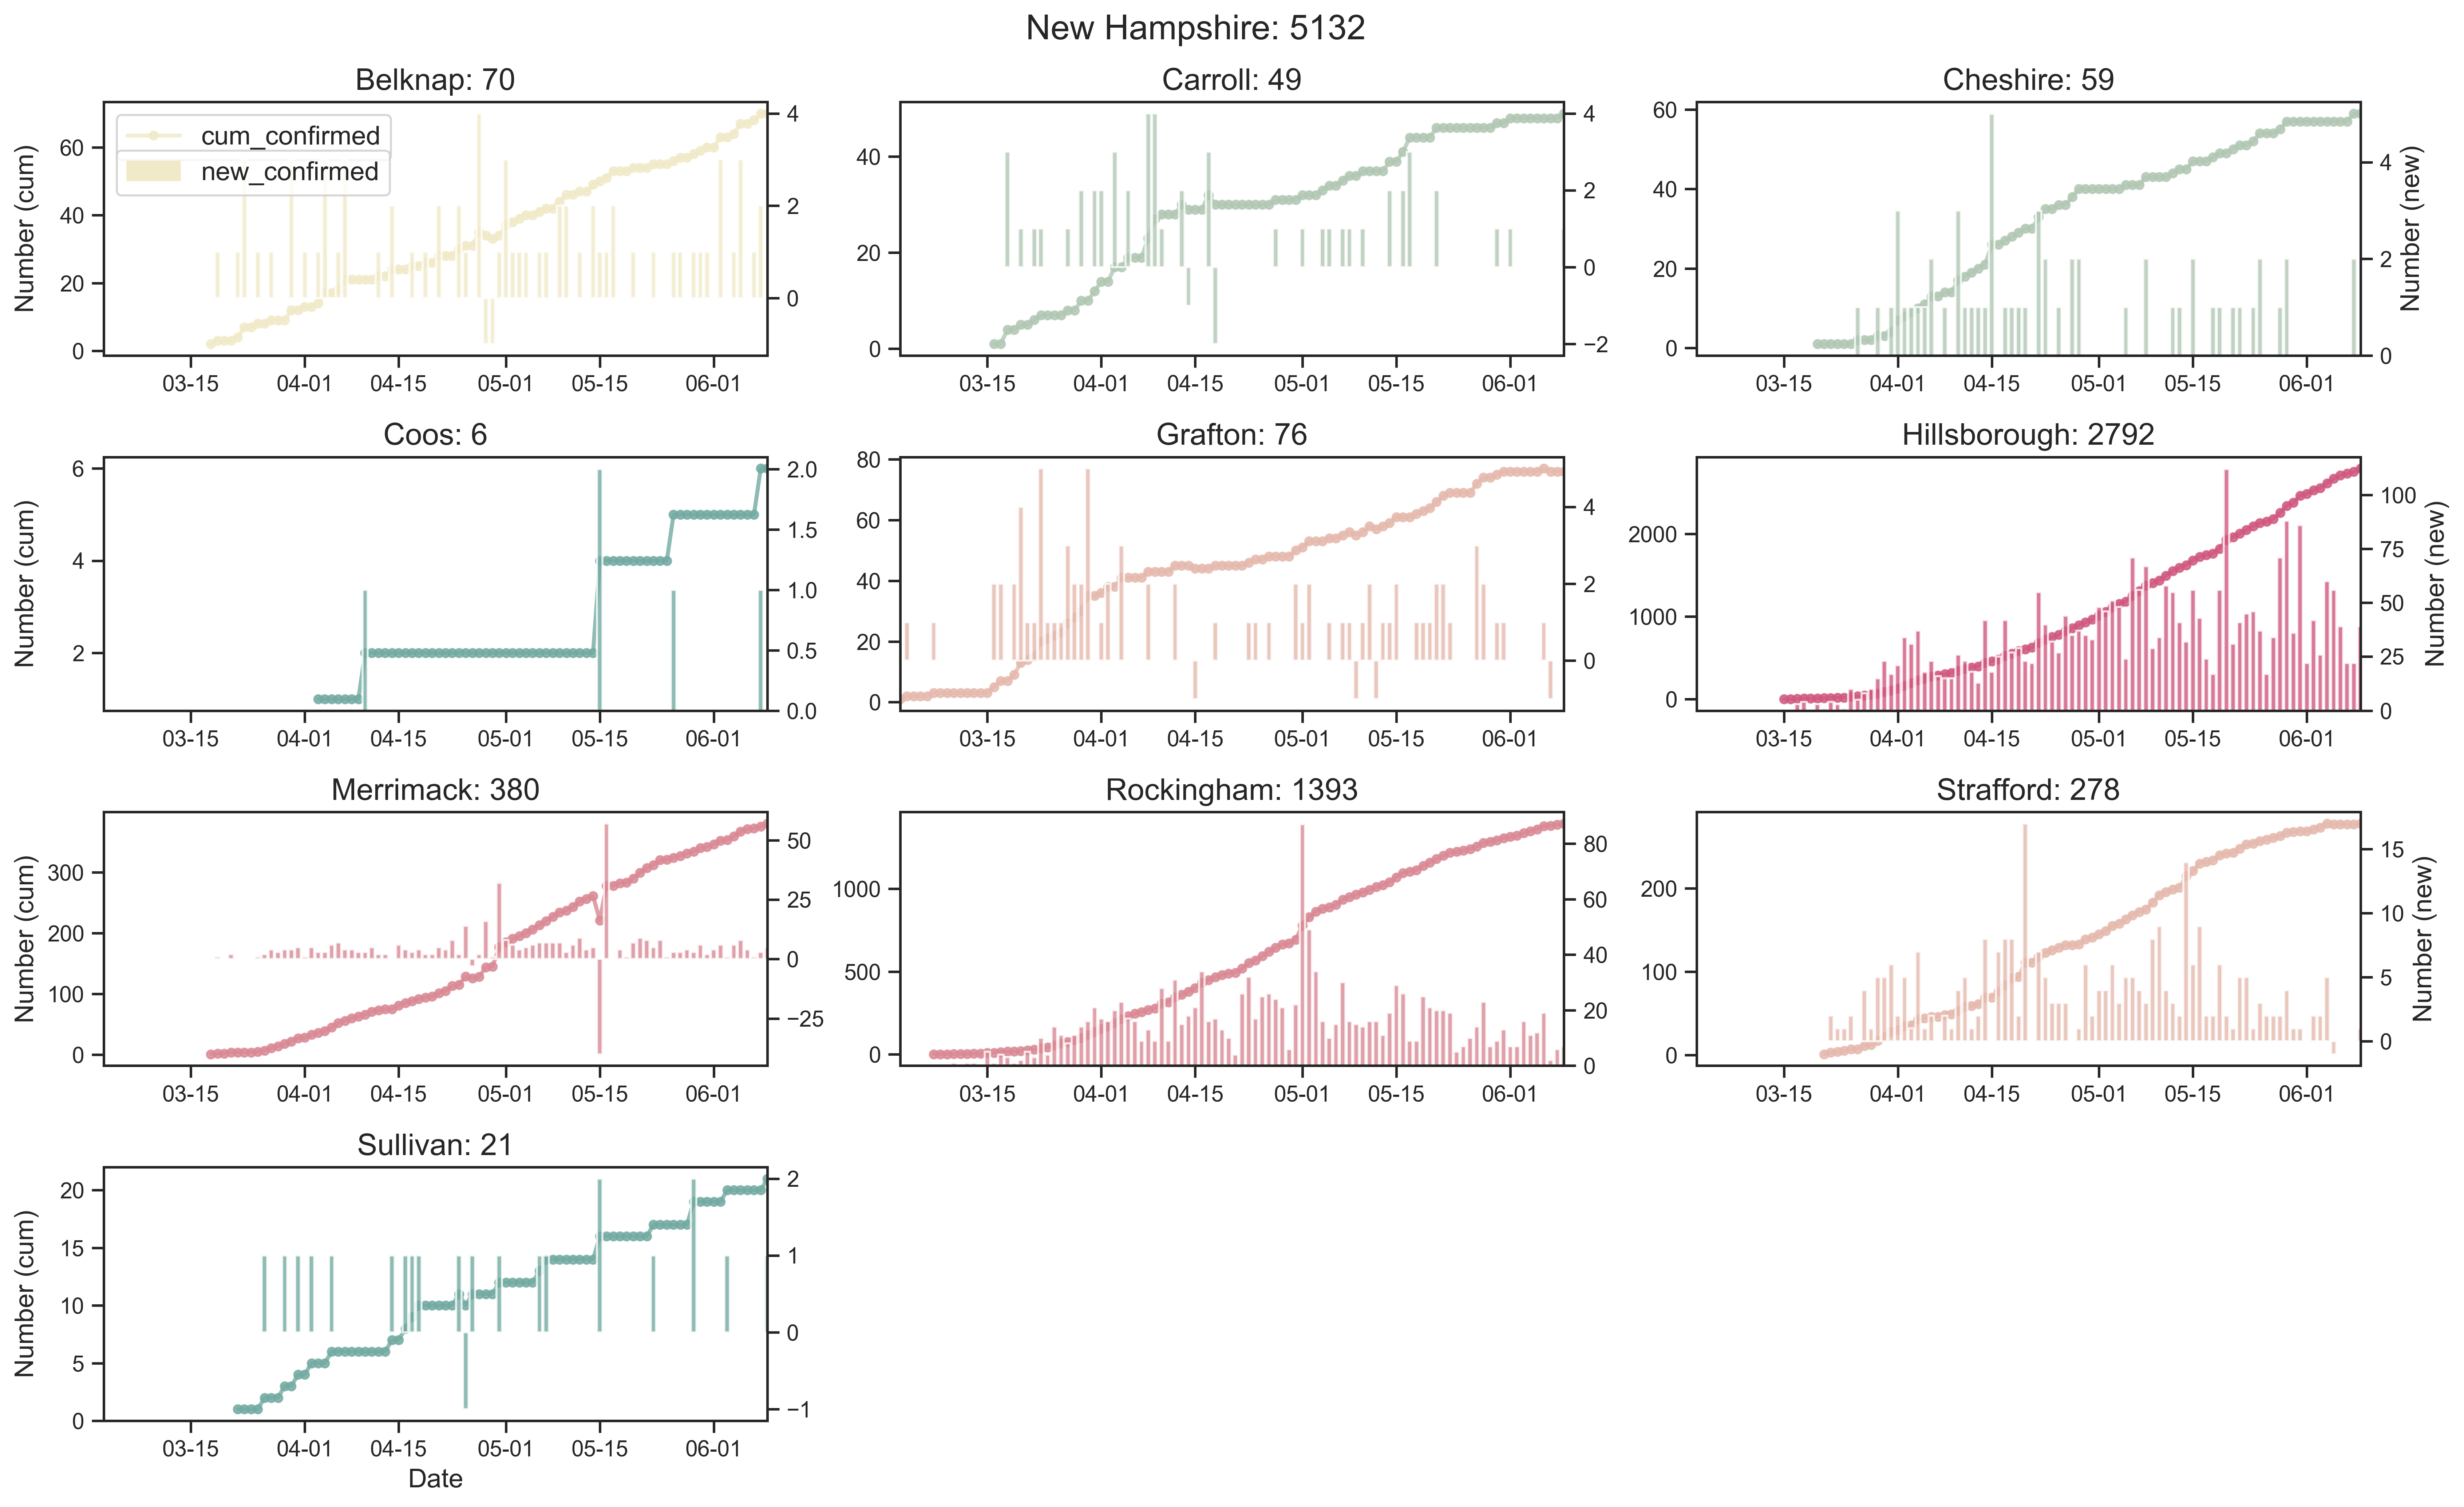 New Hampshire: 5132
Belknap: 70
Number (cum)
0
20
40
60
cum_confirmed
new_confirmed
0
2
4
03-15 04-01 04-15 05-01 05-15 06-01
Carroll: 49
0
20
40
−2
0
2
4
03-15 04-01 04-15 05-01 05-15 06-01
Cheshire: 59
0
20
40
60
0
2
4
Number (new)
03-15 04-01 04-15 05-01 05-15 06-01
Coos: 6
Number (cum)
2
4
6
0.0
0.5
1.0
1.5
2.0
03-15 04-01 04-15 05-01 05-15 06-01
Grafton: 76
0
20
40
60
80
0
2
4
03-15 04-01 04-15 05-01 05-15 06-01
Hillsborough: 2792
0
1000
2000
0
25
50
75
100
Number (new)
03-15 04-01 04-15 05-01 05-15 06-01
Merrimack: 380
Number (cum)
0
100
200
300
−25
0
25
50
03-15 04-01 04-15 05-01 05-15 06-01
Rockingham: 1393
0
500
1000
0
20
40
60
80
03-15 04-01 04-15 05-01 05-15 06-01
Strafford: 278
0
100
200
0
5
10
15
Number (new)
03-15 04-01 04-15 05-01 05-15 06-01
Sullivan: 21
Number (cum)
0
5
10
15
20
−1
0
1
2
03-15 04-01 04-15 05-01 05-15 06-01
Date